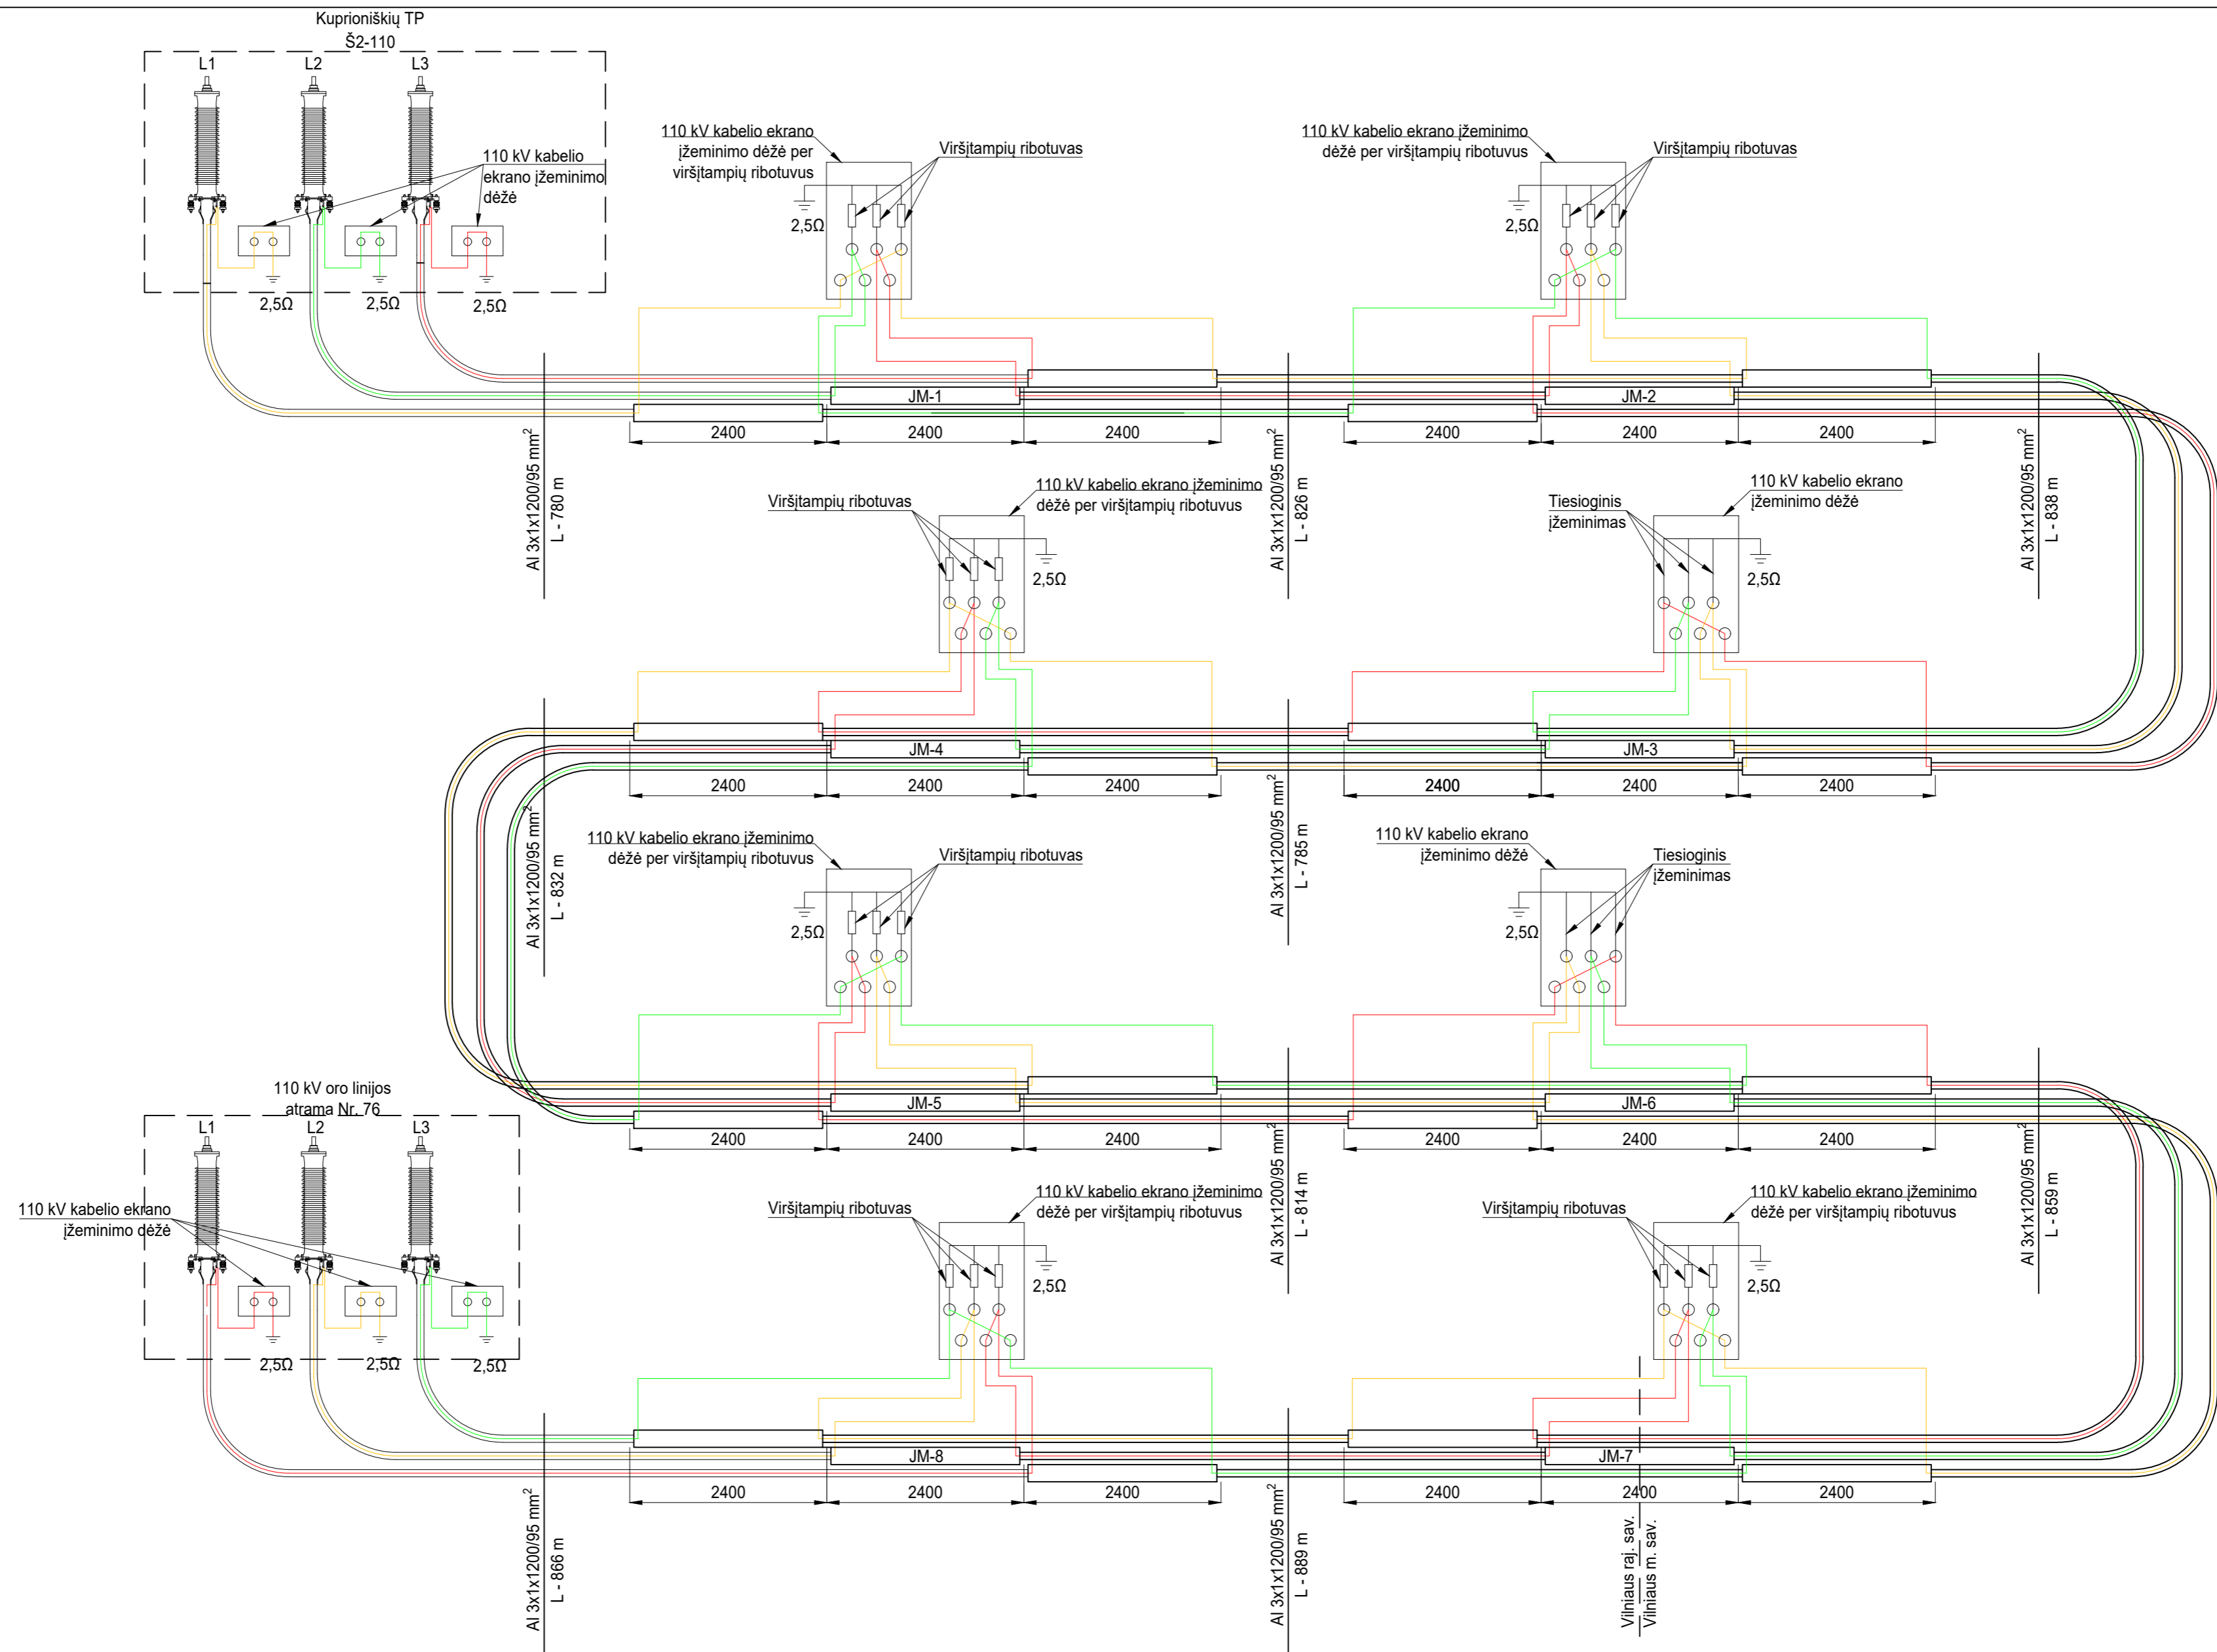 Kuprioniškių TP
Š2-110
L1
L2
L3
110 kV kabelio
ekrano įžeminimo
dėžė
2,5Ω
2,5Ω
2,5Ω
110 kV kabelio ekrano
įžeminimo dėžė per
viršįtampių ribotuvus
Viršįtampių ribotuvas
2,5Ω
110 kV kabelio ekrano įžeminimo
dėžė per viršįtampių ribotuvus
Viršįtampių ribotuvas
2,5Ω
JM-1
JM-2
2400
2400
2400
2400
2400
2400
Al 3x1x1200/95 mm²
L - 780 m
Al 3x1x1200/95 mm²
L - 826 m
Al 3x1x1200/95 mm²
L - 838 m
Viršįtampių ribotuvas
110 kV kabelio ekrano įžeminimo
dėžė per viršįtampių ribotuvus
2,5Ω
Tiesioginis
įžeminimas
110 kV kabelio ekrano
įžeminimo dėžė
2,5Ω
JM-4
JM-3
2400
2400
2400
2400
2400
2400
Al 3x1x1200/95 mm²
L - 832 m
Al 3x1x1200/95 mm²
L - 785 m
110 kV kabelio ekrano įžeminimo
dėžė per viršįtampių ribotuvus
Viršįtampių ribotuvas
2,5Ω
110 kV kabelio ekrano
įžeminimo dėžė
Tiesioginis
įžeminimas
2,5Ω
JM-5
JM-6
2400
2400
2400
2400
2400
2400
Al 3x1x1200/95 mm²
L - 814 m
Al 3x1x1200/95 mm²
L - 859 m
110 kV oro linijos
atrama Nr. 76
L1
L2
L3
110 kV kabelio ekrano
įžeminimo dėžė
2,5Ω
2,5Ω
2,5Ω
Viršįtampių ribotuvas
110 kV kabelio ekrano įžeminimo
dėžė per viršįtampių ribotuvus
2,5Ω
Viršįtampių ribotuvas
110 kV kabelio ekrano įžeminimo
dėžė per viršįtampių ribotuvus
2,5Ω
JM-8
JM-7
2400
2400
2400
2400
2400
2400
Al 3x1x1200/95 mm²
L - 866 m
Al 3x1x1200/95 mm²
L - 889 m
Vilniaus raj. sav.
Vilniaus m. sav.